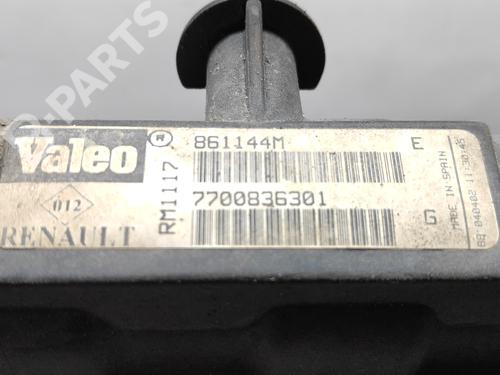 B-PARTS
Valeo
®
861144M
E
RM1117
7700836301
G
012
RENAULT
MADE IN SPAIN